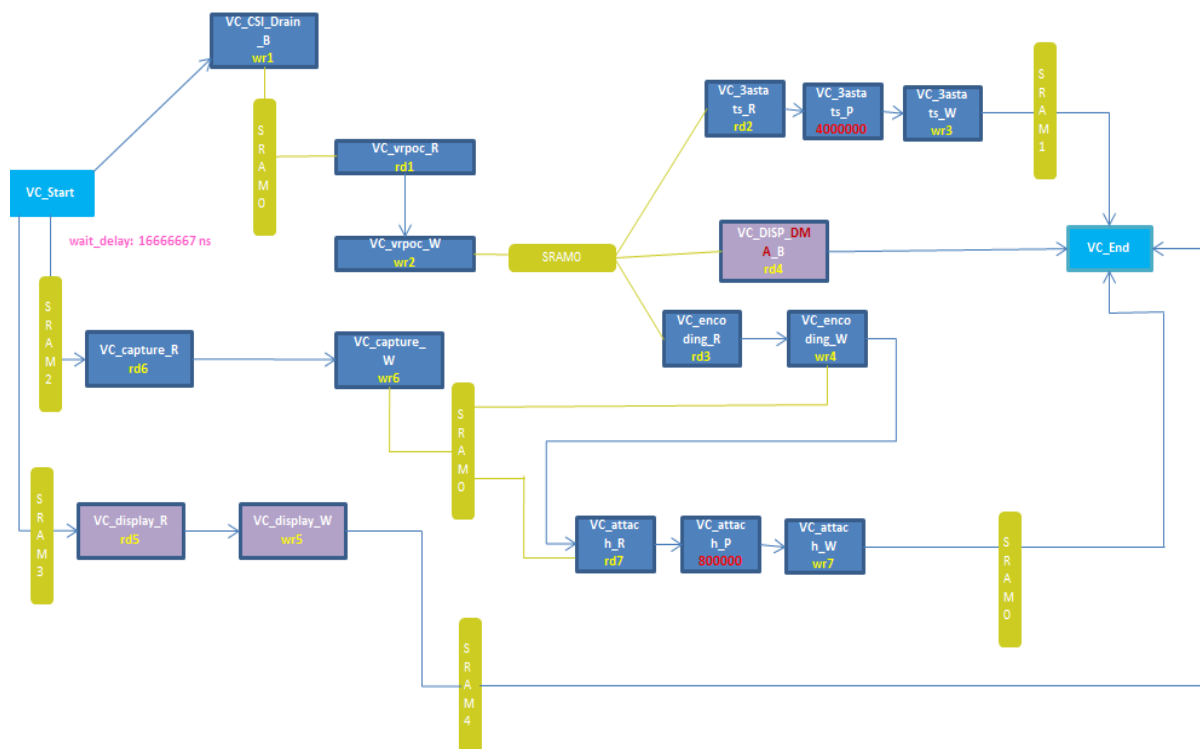 VC_CSI_Drain
_B
wr1
S
R
A
M
0
VC_3asta
ts_R
rd2
VC_3asta
ts_P
4000000
VC_3asta
ts_W
wr3
S
R
A
M
1
VC_vrpoc_R
rd1
VC_Start
wait_delay: 16666667 ns
VC_vrpoc_W
wr2
SRAM0
VC_DISP_DM
A_B
rd4
VC_End
S
R
A
M
2
VC_capture_R
rd6
VC_capture_
W
wr6
VC_enco
ding_R
rd3
VC_enco
ding_W
wr4
S
R
A
M
0
S
R
A
M
3
VC_display_R
rd5
VC_display_W
wr5
VC_attac
h_R
rd7
VC_attac
h_P
800000
VC_attac
h_W
wr7
S
R
A
M
0
S
R
A
M
4